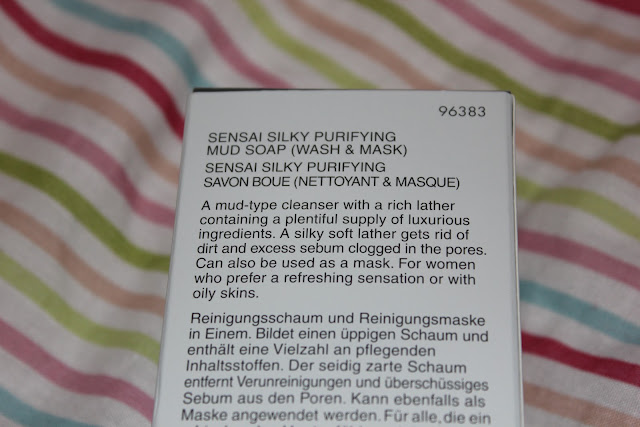 96383
SENSAI SILKY PURIFYING
MUD SOAP (WASH & MASK)
SENSAI SILKY PURIFYING
SAVON BOUE (NETTOYANT & MASQUE)
A mud-type cleanser with a rich lather
containing a plentiful supply of luxurious
ingredients. A silky soft lather gets rid of
dirt and excess sebum clogged in the pores.
Can also be used as a mask. For women
who prefer a refreshing sensation or with
oily skins.
Reinigungsschaum und Reinigungsmaske
in Einem. Bildet einen üppigen Schaum und
enthält eine Vielzahl an pflegenden
Inhaltsstoffen. Der seidig zarte Schaum
entfernt Verunreinigungen und überschüssiges
Sebum aus den Poren. Kann ebenfalls als
Maske angewendet werden. Für alle, die ein